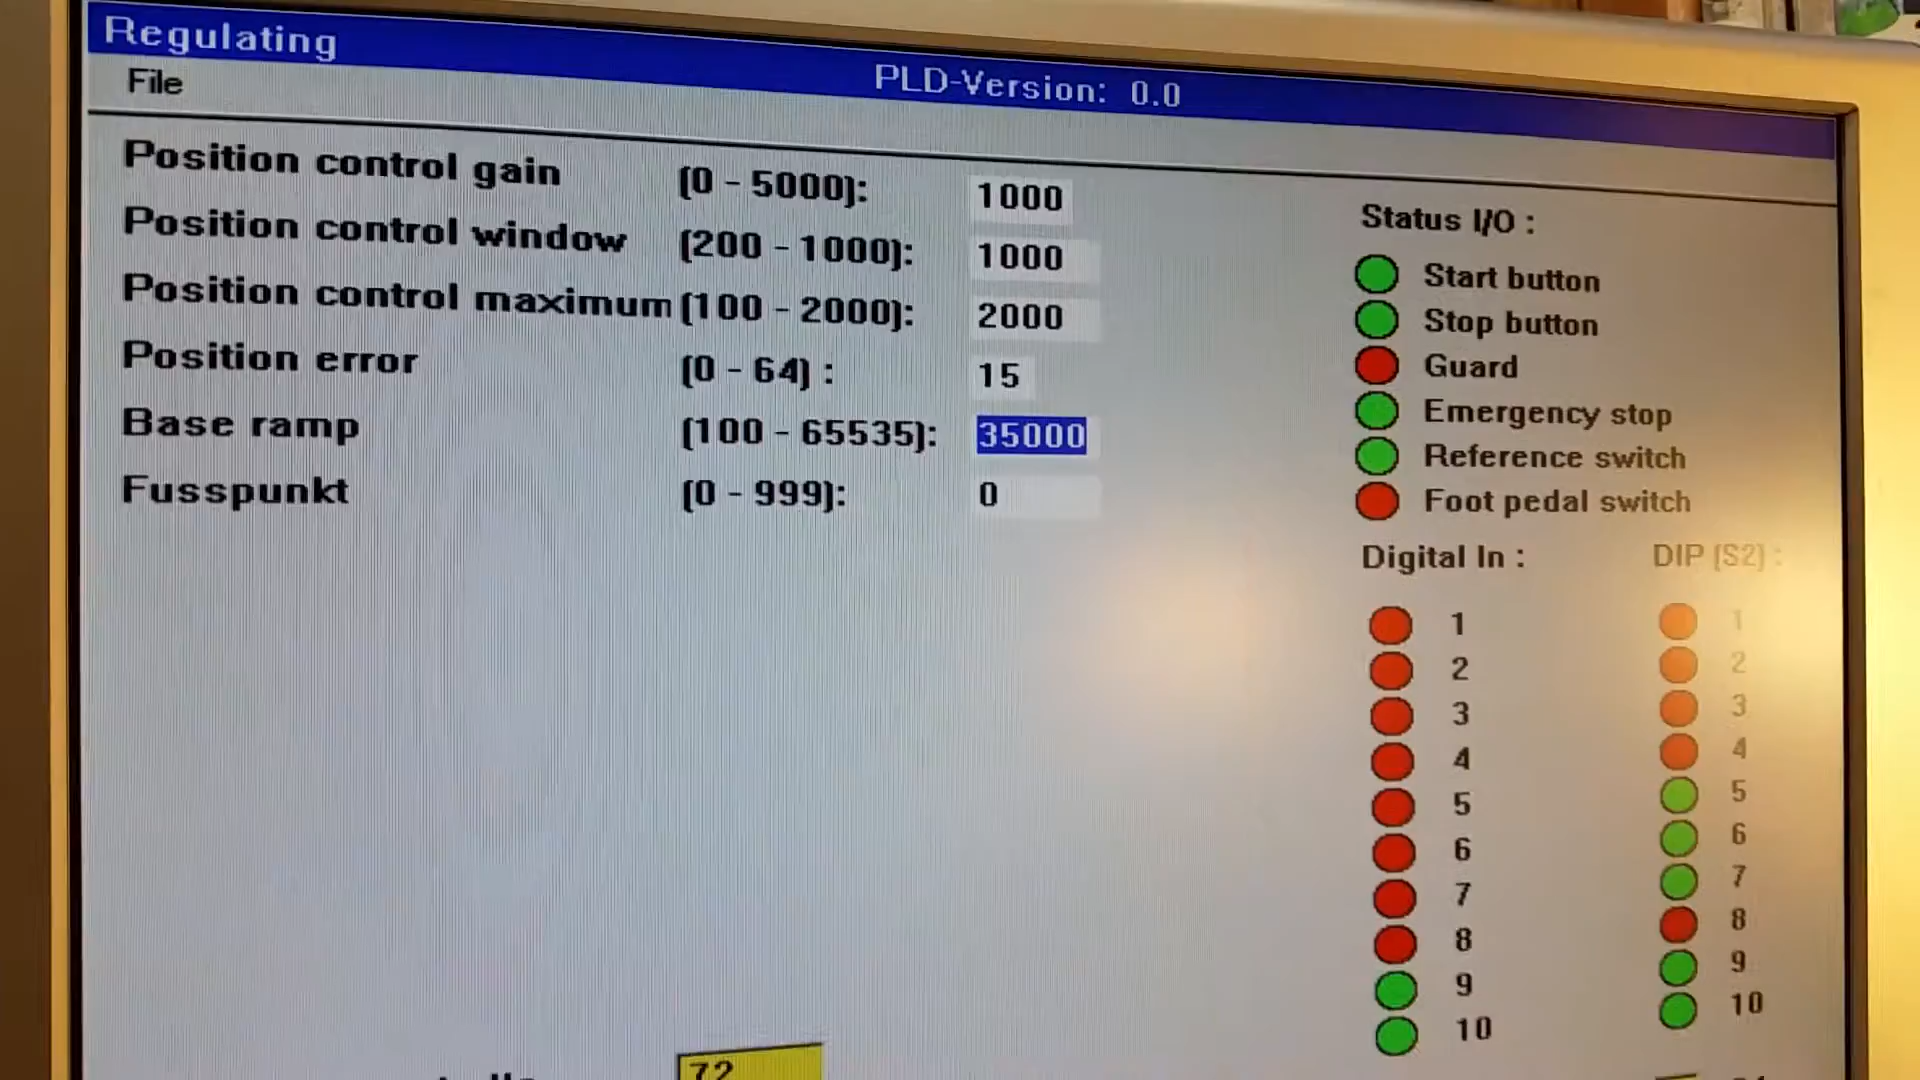 Regulating
PLD-Version: 0.0
File
Position control gain (0 - 5000): 1000
Position control window (200 - 1000): 1000
Position control maximum (100 - 2000): 2000
Position error (0 - 64) : 15
Base ramp (100 - 65535): 35000
Fusspunkt (0 - 999): 0
Status I/O :
Start button
Stop button
Guard
Emergency stop
Reference switch
Foot pedal switch
Digital In : DIP (S2) :
1 1
2 2
3 3
4 4
5 5
6 6
7 7
8 8
9 9
10 10
72